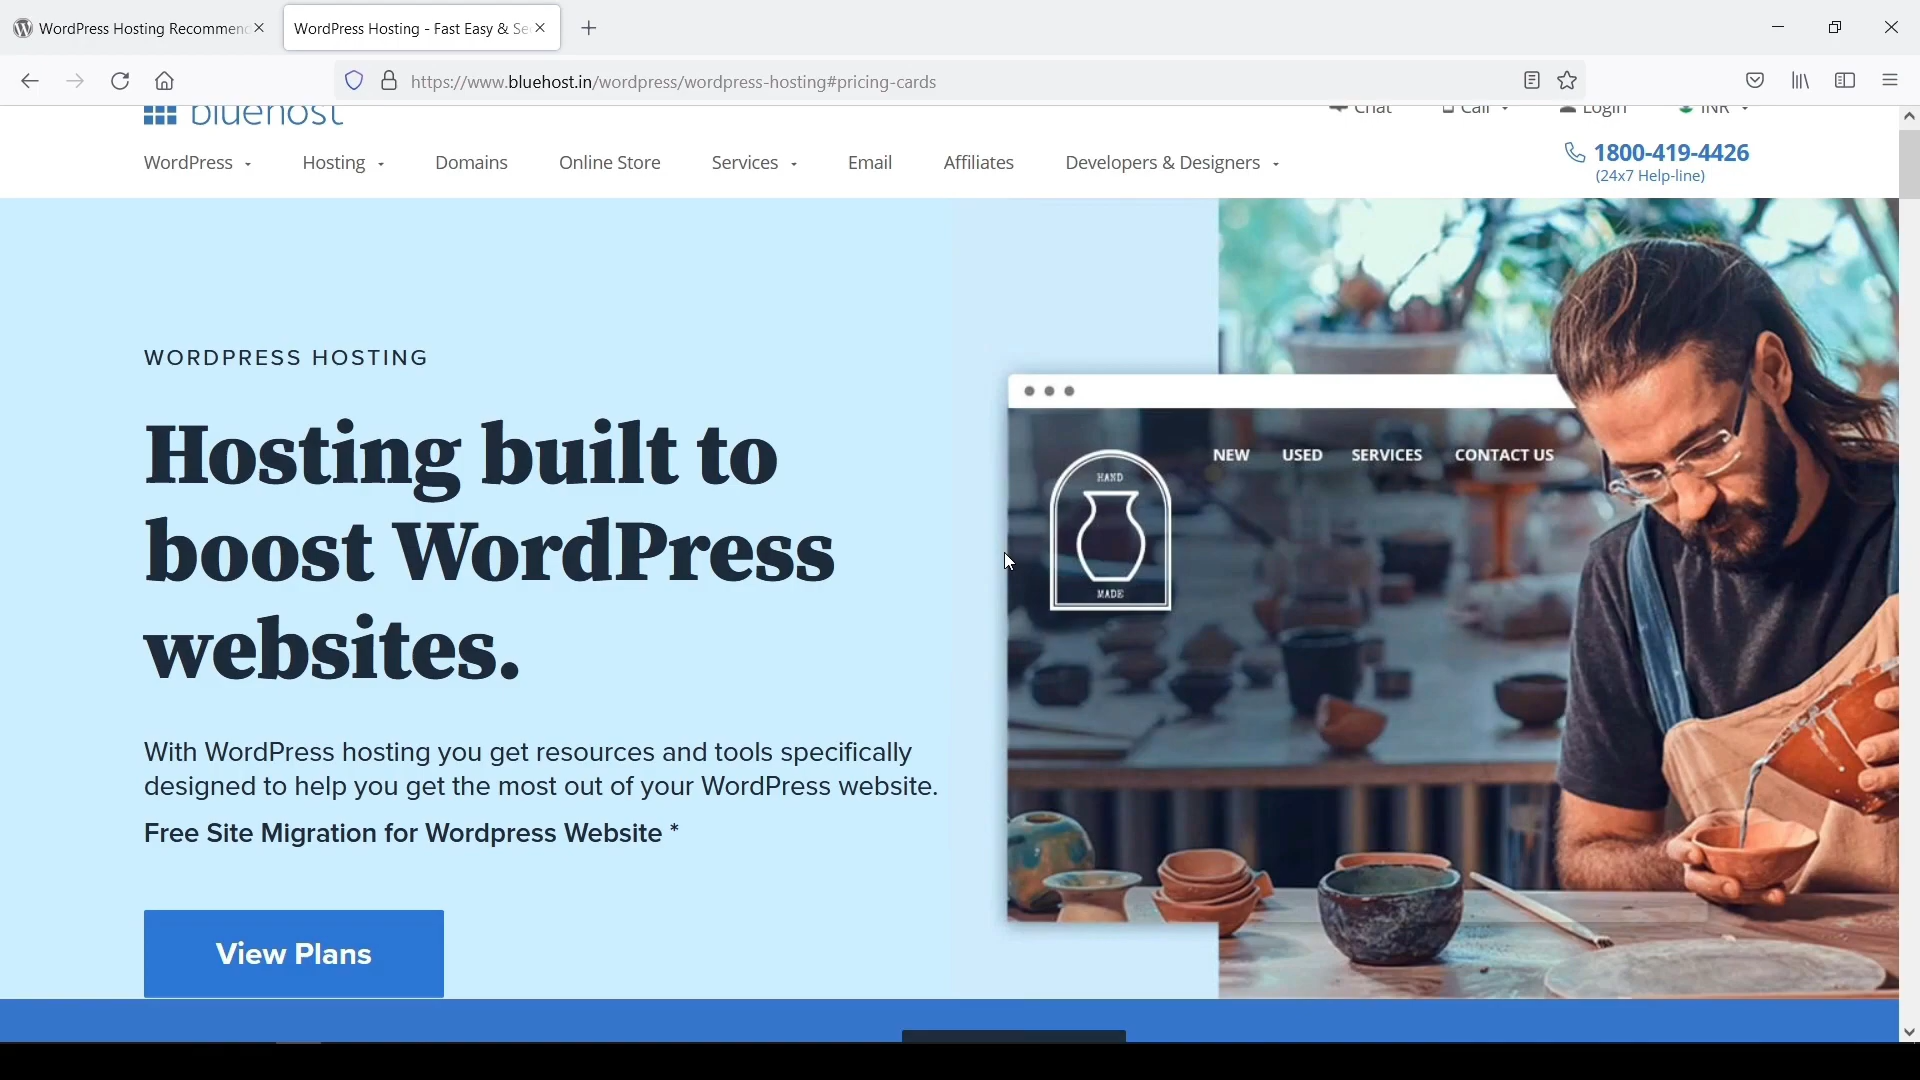 WordPress Hosting Recommen
WordPress Hosting - Fast Easy & Se
https://www.bluehost.in/wordpress/wordpress-hosting#pricing-cards
bluehost
Chat
Call
Login
INR
WordPress
Hosting
Domains
Online Store
Services
Email
Affiliates
Developers & Designers
1800-419-4426
(24x7 Help-line)
WORDPRESS HOSTING
Hosting built to
boost WordPress
websites.
With WordPress hosting you get resources and tools specifically
designed to help you get the most out of your WordPress website.
Free Site Migration for Wordpress Website *
View Plans
HAND
MADE
NEW
USED
SERVICES
CONTACT US